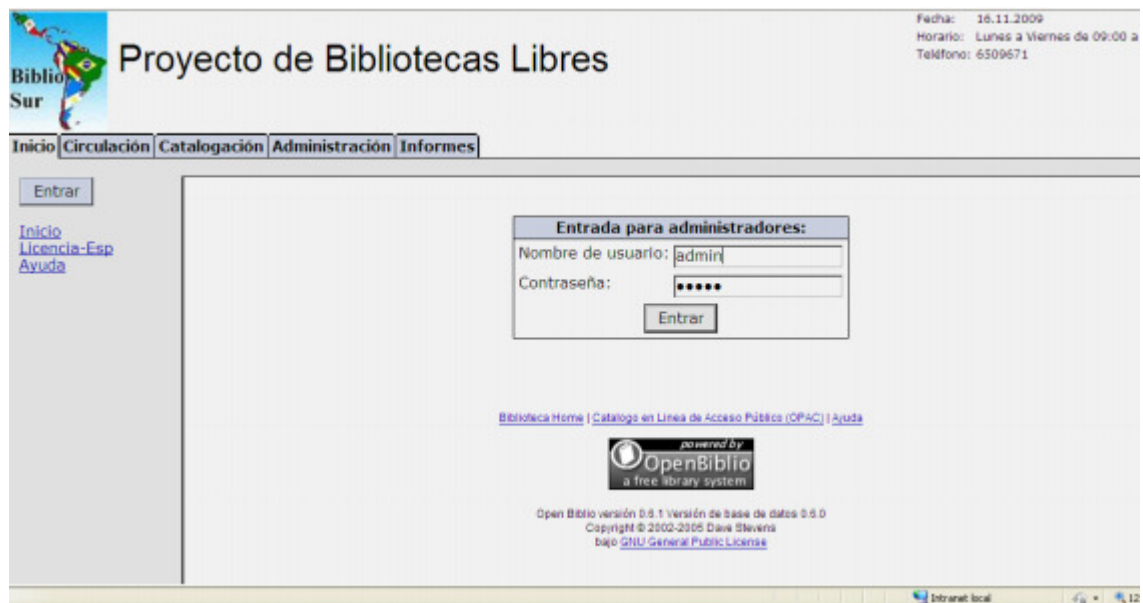 Biblio
Sur
Proyecto de Bibliotecas Libres
Fecha: 16.11.2009
Horario: Lunes a Viernes de 09:00 a
Teléfono: 6509671
Inicio Circulación Catalogación Administración Informes
Entrar
Inicio
Licencia-Esp
Ayuda
Entrada para administradores:
Nombre de usuario: admin
Contraseña: •••••
Entrar
Biblioteca Home | Catalogo en Linea de Acceso Público (OPAC) | Ayuda
powered by
OpenBiblio
a free library system
Open Biblio versión 0.6.1 Versión de base de datos 0.6.0
Copyright © 2002-2005 Dave Stevens
bajo GNU General Public License
Intranet local
12